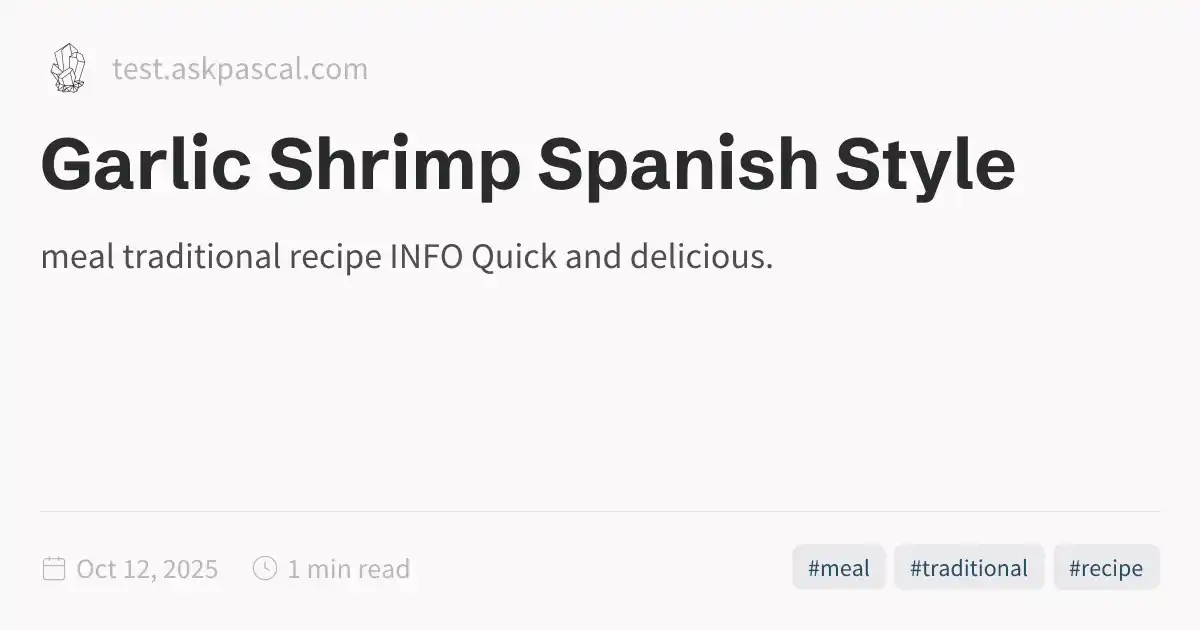 test.askpascal.com
Garlic Shrimp Spanish Style
meal traditional recipe INFO Quick and delicious.
Oct 12, 2025 1 min read #meal #traditional #recipe